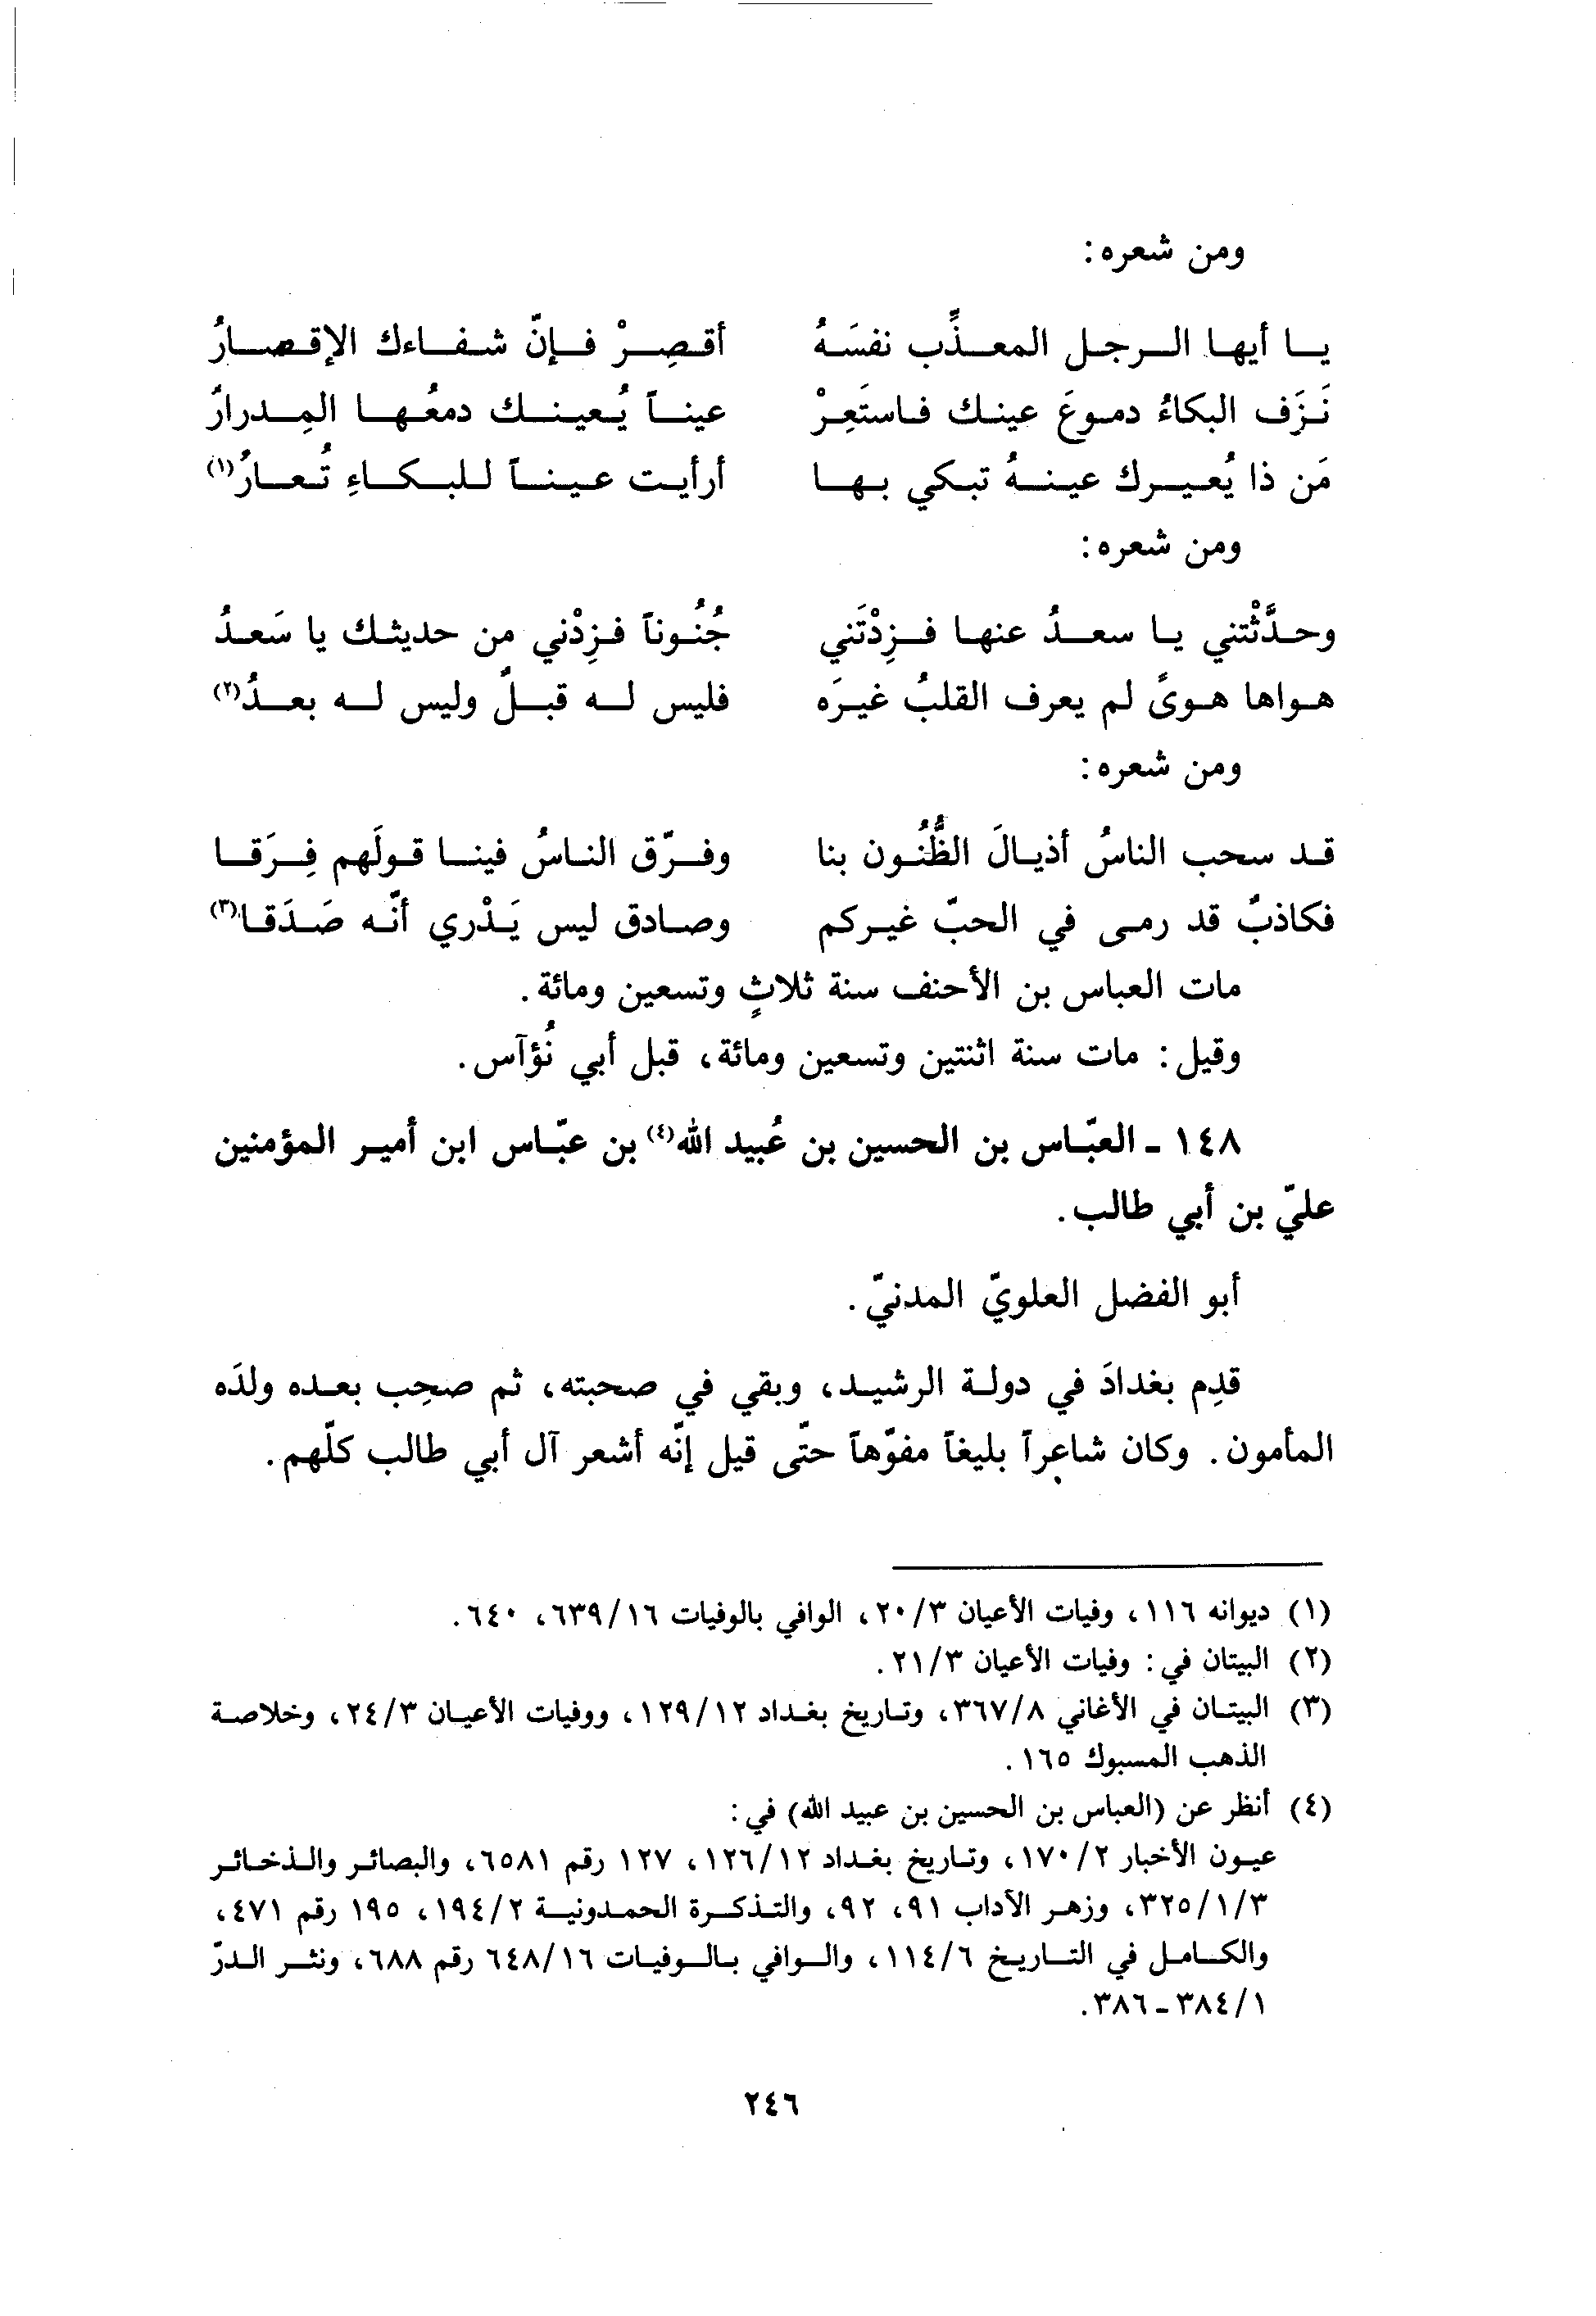 ومن شعره:
يا أيها الرجل المعذِّب نفسَهُ أقصِرْ فإنّ شفاءك الإقصارُ
نَزَف البكاءُ دموعَ عينك فاستَعِرْ عيناً يُعينك دمعُها المِدرارُ
مَن ذا يُعيرك عينهُ تبكي بها أرأيت عيناً للبكاءِ تُعارُ(١)
ومن شعره:
وحدَّثْتني يا سعدُ عنها فزِدْتَني جُنُوناً فزِدْني من حديثك يا سَعدُ
هواها هوىً لم يعرف القلبُ غيرَه فليس له قبلٌ وليس له بعدُ(٢)
ومن شعره:
قد سحب الناسُ أذيالَ الظُّنُون بنا وفرّق الناسُ فينا قولَهم فِرَقا
فكاذبٌ قد رمى في الحبّ غيركم وصادق ليس يَدْري أنّه صَدَقا(٣)
مات العباس بن الأحنف سنة ثلاثٍ وتسعين ومائة.
وقيل: مات سنة اثنتين وتسعين ومائة، قبل أبي نُؤآس.
١٤٨ - العبّاس بن الحسين بن عُبيد الله(٤) بن عبّاس ابن أمير المؤمنين
عليّ بن أبي طالب.
أبو الفضل العلويّ المدنيّ.
قدِم بغدادَ في دولة الرشيد، وبقي في صحبته، ثم صحِب بعده ولدَه
المأمون. وكان شاعراً بليغاً مفوّهاً حتّى قيل إنّه أشعر آل أبي طالب كلّهم.
(١) ديوانه ١١٦، وفيات الأعيان ٢٠/٣، الوافي بالوفيات ٦٣٩/١٦، ٦٤٠.
(٢) البيتان في: وفيات الأعيان ٢١/٣.
(٣) البيتان في الأغاني ٣٦٧/٨، وتاريخ بغداد ١٢٩/١٢، ووفيات الأعيان ٢٤/٣، وخلاصة
الذهب المسبوك ١٦٥.
(٤) أنظر عن (العباس بن الحسين بن عبيد الله) في:
عيون الأخبار ١٧٠/٢، وتاريخ بغداد ١٢٦/١٢، ١٢٧ رقم ٦٥٨١، والبصائر والذخائر
٣٢٥/١/٣، وزهر الآداب ٩١، ٩٢، والتذكرة الحمدونية ١٩٤/٢، ١٩٥ رقم ٤٧١،
والكامل في التاريخ ١١٤/٦، والوافي بالوفيات ٦٤٨/١٦ رقم ٦٨٨، ونثر الدرّ
٣٨٤/١ - ٣٨٦.
٢٤٦